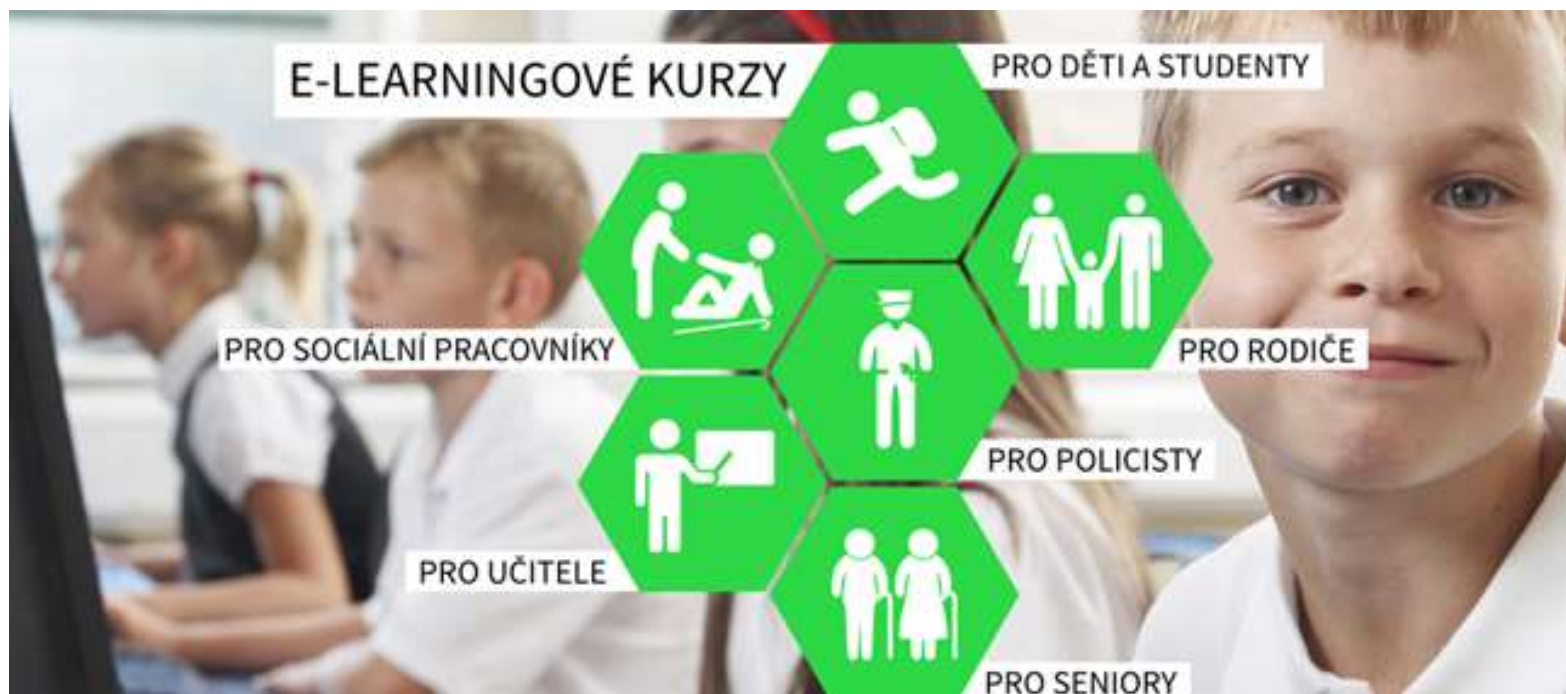 E-LEARNINGOVÉ KURZY
PRO DĚTI A STUDENTY
PRO SOCIÁLNÍ PRACOVNÍKY
PRO RODIČE
PRO POLICISTY
PRO UČITELE
PRO SENIORY